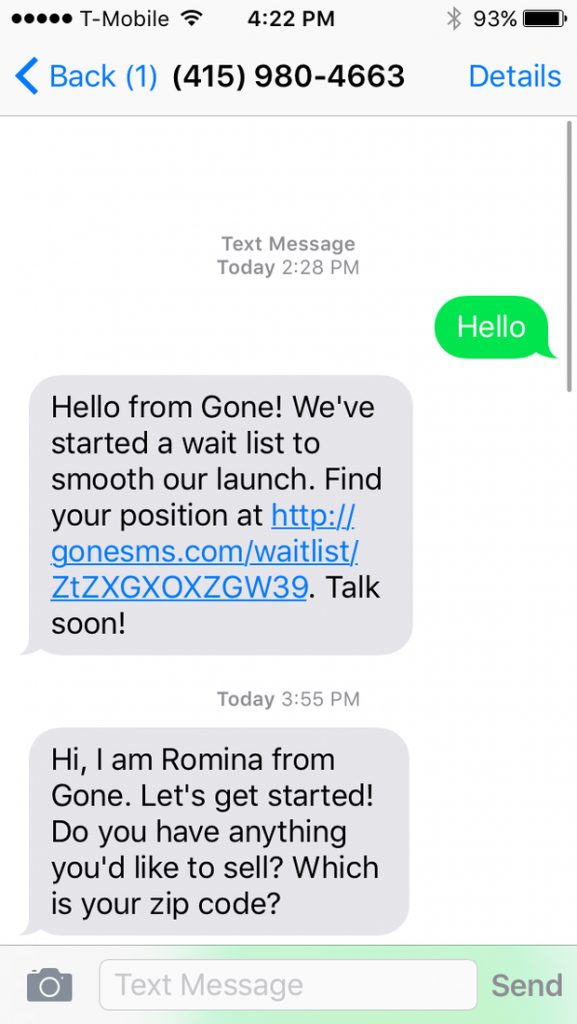 T-Mobile 4:22 PM 93%
Back (1) (415) 980-4663 Details
Text Message
Today 2:28 PM
Hello
Hello from Gone! We've
started a wait list to
smooth our launch. Find
your position at http://
gonesms.com/waitlist/
ZtZXGXOXZGW39. Talk
soon!
Today 3:55 PM
Hi, I am Romina from
Gone. Let's get started!
Do you have anything
you'd like to sell? Which
is your zip code?
Text Message Send